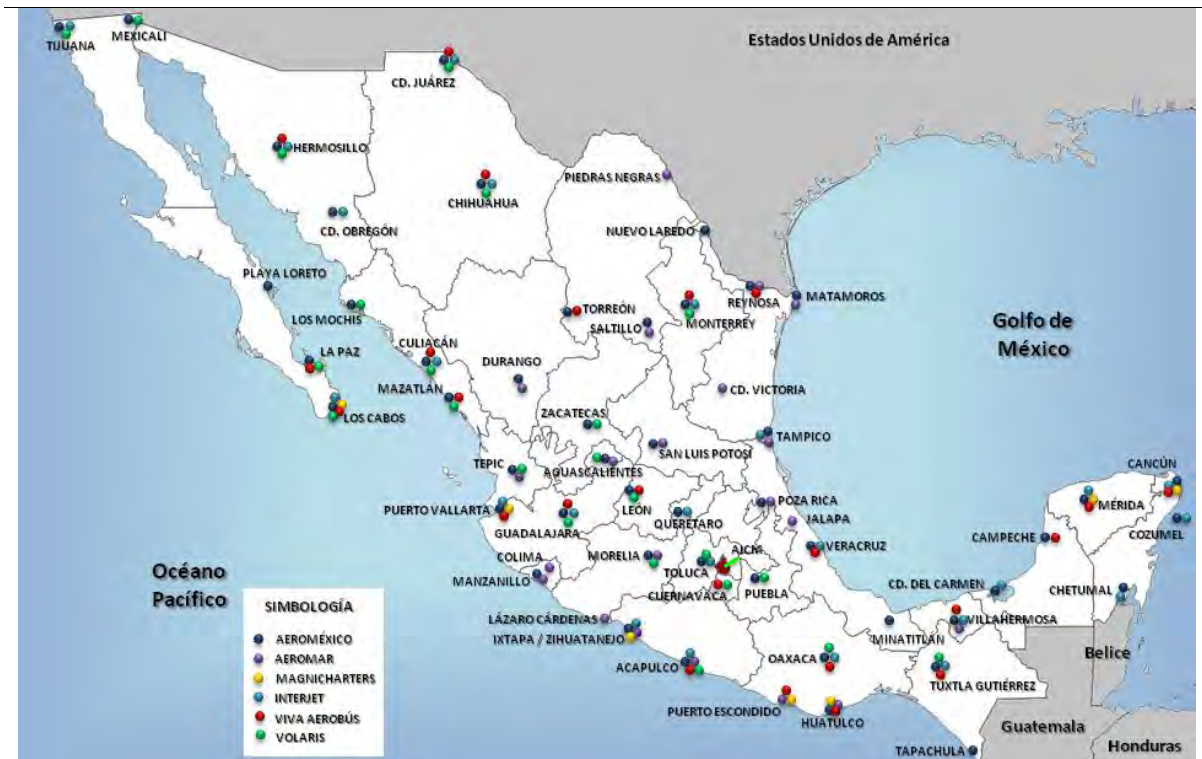 Estados Unidos de América
TIJUANA
MEXICALI
CD. JUÁREZ
HERMOSILLO
CHIHUAHUA
PIEDRAS NEGRAS
CD. OBREGÓN
NUEVO LAREDO
PLAYA LORETO
LOS MOCHIS
TORREÓN
SALTILLO
MONTERREY
REYNOSA
MATAMOROS
Golfo de
México
LA PAZ
CULIACÁN
DURANGO
MAZATLÁN
CD. VICTORIA
LOS CABOS
ZACATECAS
TAMPICO
SAN LUIS POTOSÍ
TEPIC
AGUASCALIENTES
CANCÚN
PUERTO VALLARTA
LEÓN
POZA RICA
MÉRIDA
GUADALAJARA
QUERÉTARO
JALAPA
COZUMEL
COLIMA
MORELIA
AICM
VERACRUZ
CAMPECHE
MANZANILLO
TOLUCA
PUEBLA
CUERNAVACA
CD. DEL CARMEN
CHETUMAL
Océano
Pacífico
LÁZARO CÁRDENAS
IXTAPA / ZIHUATANEJO
MINATITLAN
VILLAHERMOSA
ACAPULCO
OAXACA
Belice
TUXTLA GUTIÉRREZ
PUERTO ESCONDIDO
HUATULCO
Guatemala
TAPACHULA
Honduras
SIMBOLOGÍA
AEROMÉXICO
AEROMAR
MAGNICHARTERS
INTERJET
VIVA AEROBÚS
VOLARIS